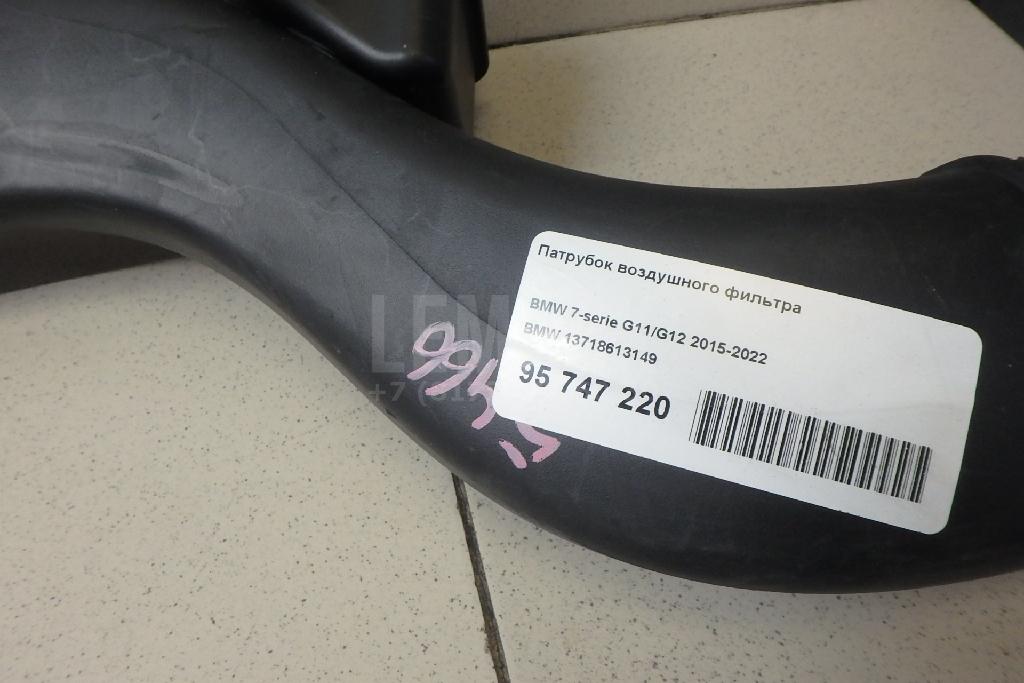 Патрубок воздушного фильтра
BMW 7-serie G11/G12 2015-2022
BMW 13718613149
95 747 220